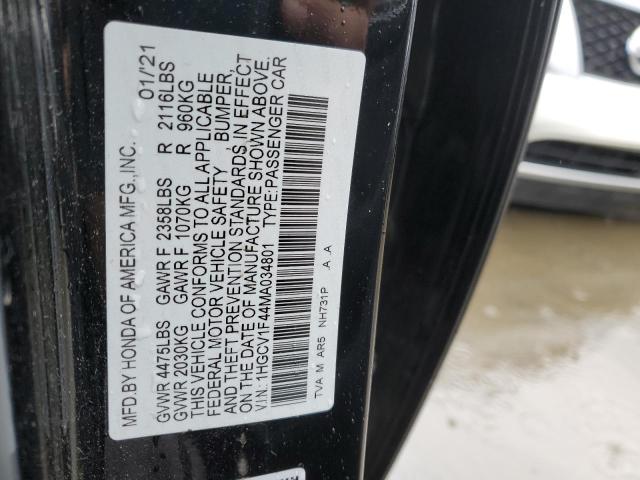 MFD.BY HONDA OF AMERICA MFG.,INC. 01/'21
GVWR 4475LBS GAWR F 2358LBS R 2116LBS
GVWR 2030KG GAWR F 1070KG R 960KG
THIS VEHICLE CONFORMS TO ALL APPLICABLE
FEDERAL MOTOR VEHICLE SAFETY, BUMPER,
AND THEFT PREVENTION STANDARDS IN EFFECT
ON THE DATE OF MANUFACTURE SHOWN ABOVE.
V.I.N.: 1HGCV1F44MA034801 TYPE:PASSENGER CAR
TVA M AR5 NH731P A A